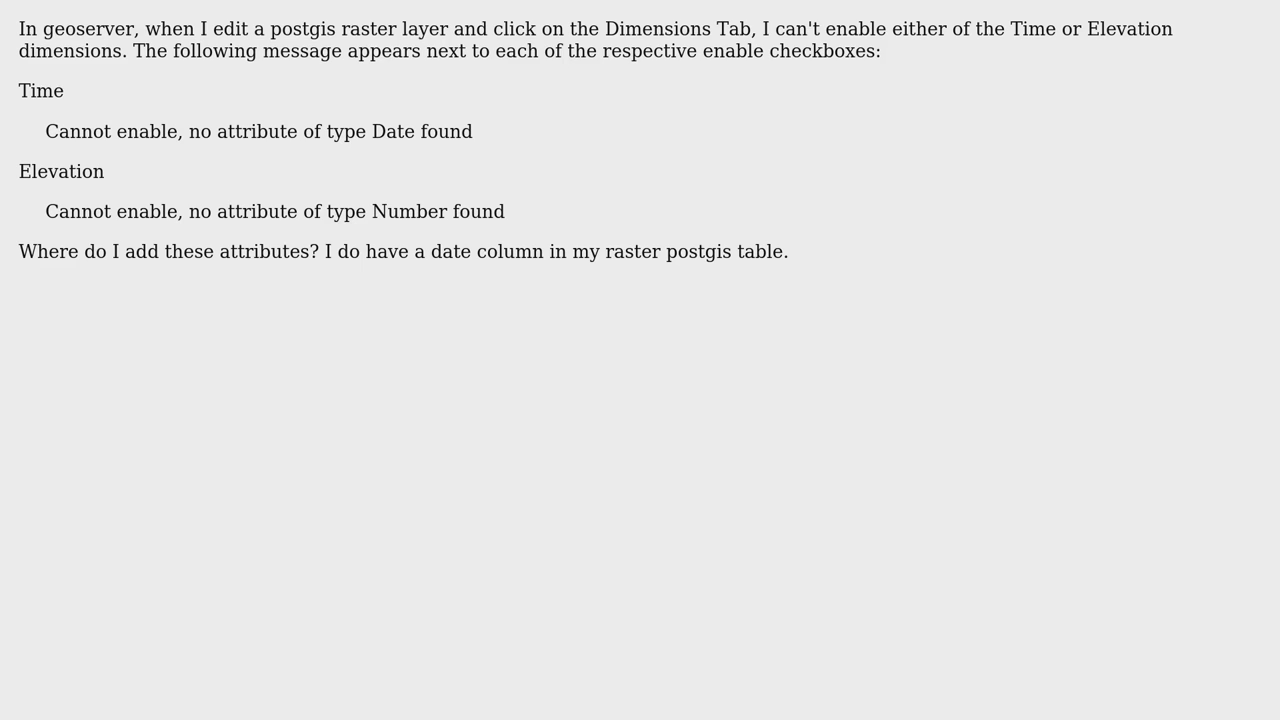 In geoserver, when I edit a postgis raster layer and click on the Dimensions Tab, I can't enable either of the Time or Elevation
dimensions. The following message appears next to each of the respective enable checkboxes:
Time
Cannot enable, no attribute of type Date found
Elevation
Cannot enable, no attribute of type Number found
Where do I add these attributes? I do have a date column in my raster postgis table.